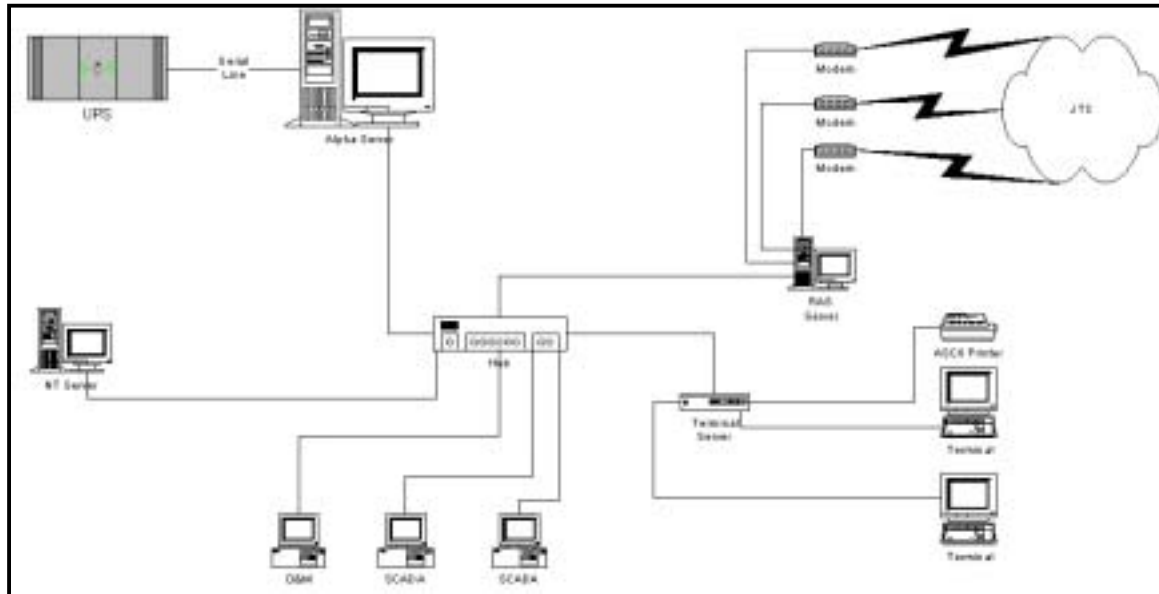 UPS
Serial
Line
Alpha Server
Modem
Modem
Modem
RAS
Server
NT Server
Hub
Terminal
Server
Printer
Terminal
Terminal
O&M
SCADA
SCADA